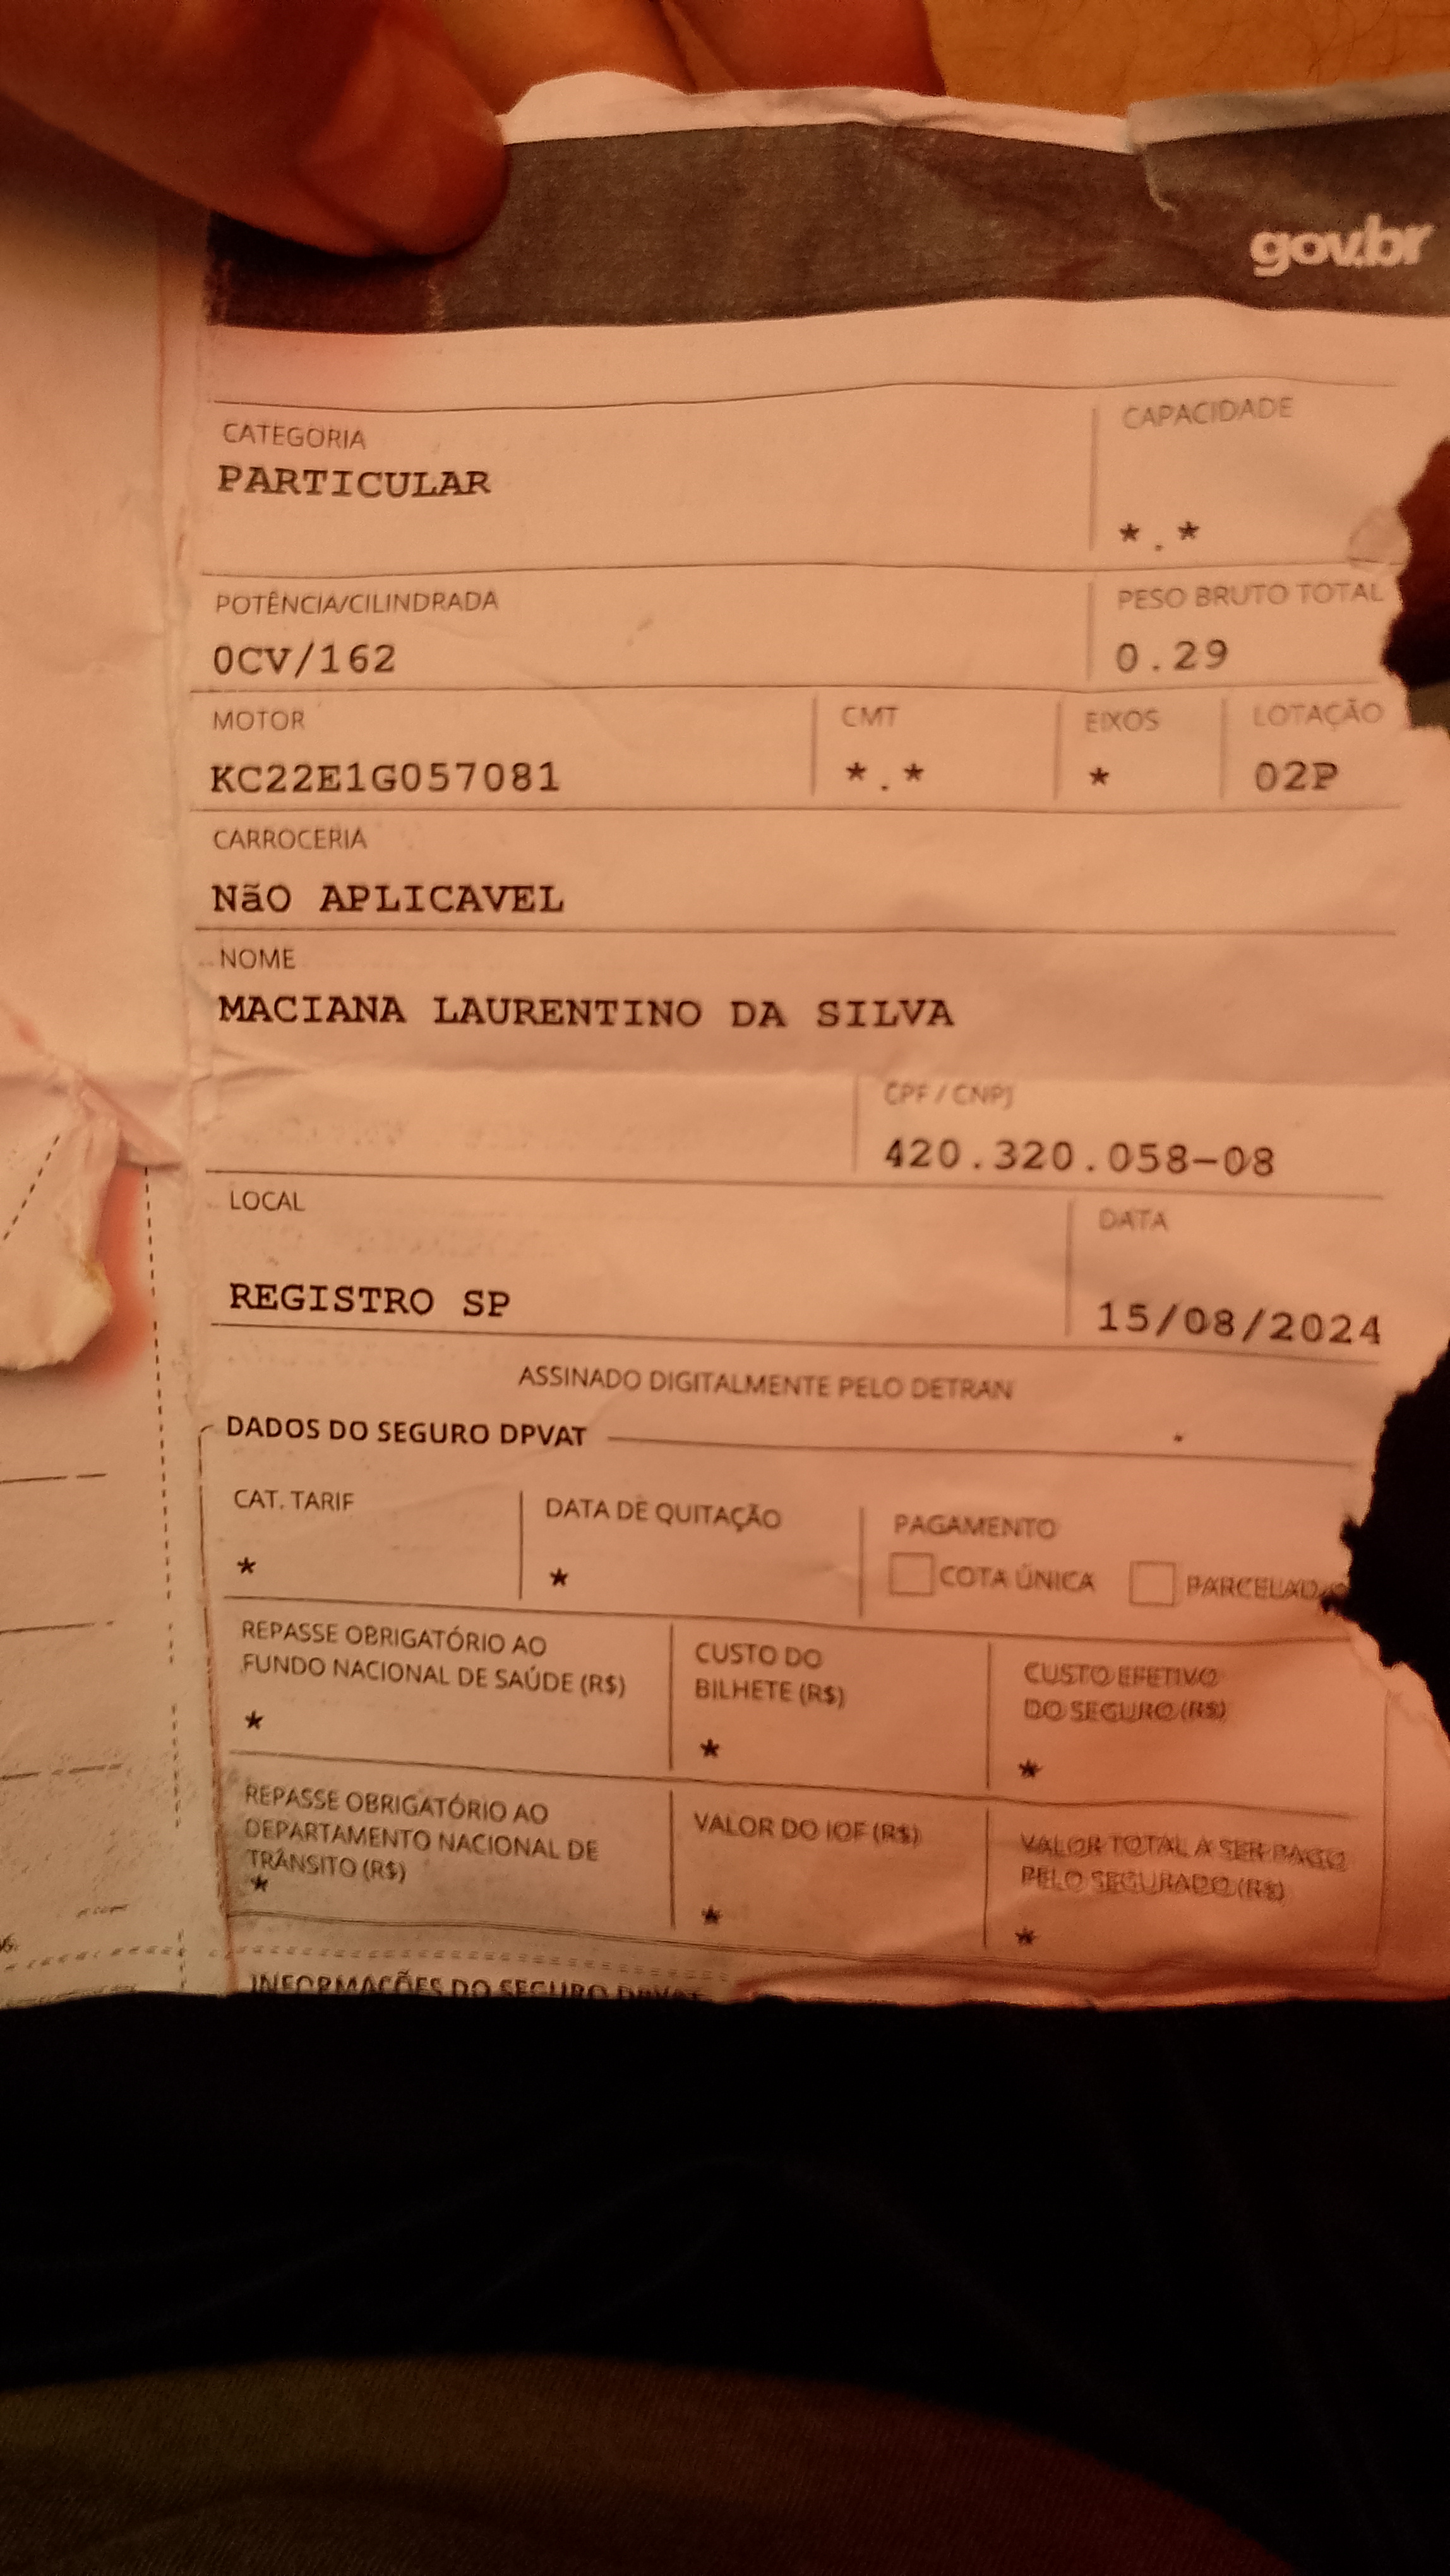 gov.br
CATEGORIA
PARTICULAR
CAPACIDADE
*.*
POTÊNCIA/CILINDRADA
0CV/162
PESO BRUTO TOTAL
0.29
MOTOR
KC22E1G057081
CMT
*.*
EIXOS
*
LOTAÇÃO
02P
CARROCERIA
NãO APLICAVEL
NOME
MACIANA LAURENTINO DA SILVA
CPF / CNPJ
420.320.058-08
LOCAL
REGISTRO SP
DATA
15/08/2024
ASSINADO DIGITALMENTE PELO DETRAN
DADOS DO SEGURO DPVAT
CAT. TARIF
*
DATA DE QUITAÇÃO
*
PAGAMENTO
COTA ÚNICA
PARCELADO
REPASSE OBRIGATÓRIO AO
FUNDO NACIONAL DE SAÚDE (R$)
*
CUSTO DO
BILHETE (R$)
*
CUSTO EFETIVO
DO SEGURO (R$)
*
REPASSE OBRIGATÓRIO AO
DEPARTAMENTO NACIONAL DE
TRÂNSITO (R$)
*
VALOR DO IOF (R$)
*
VALOR TOTAL A SER PAGO
PELO SEGURADO (R$)
*
INFORMAÇÕES DO SEGURO DPVAT